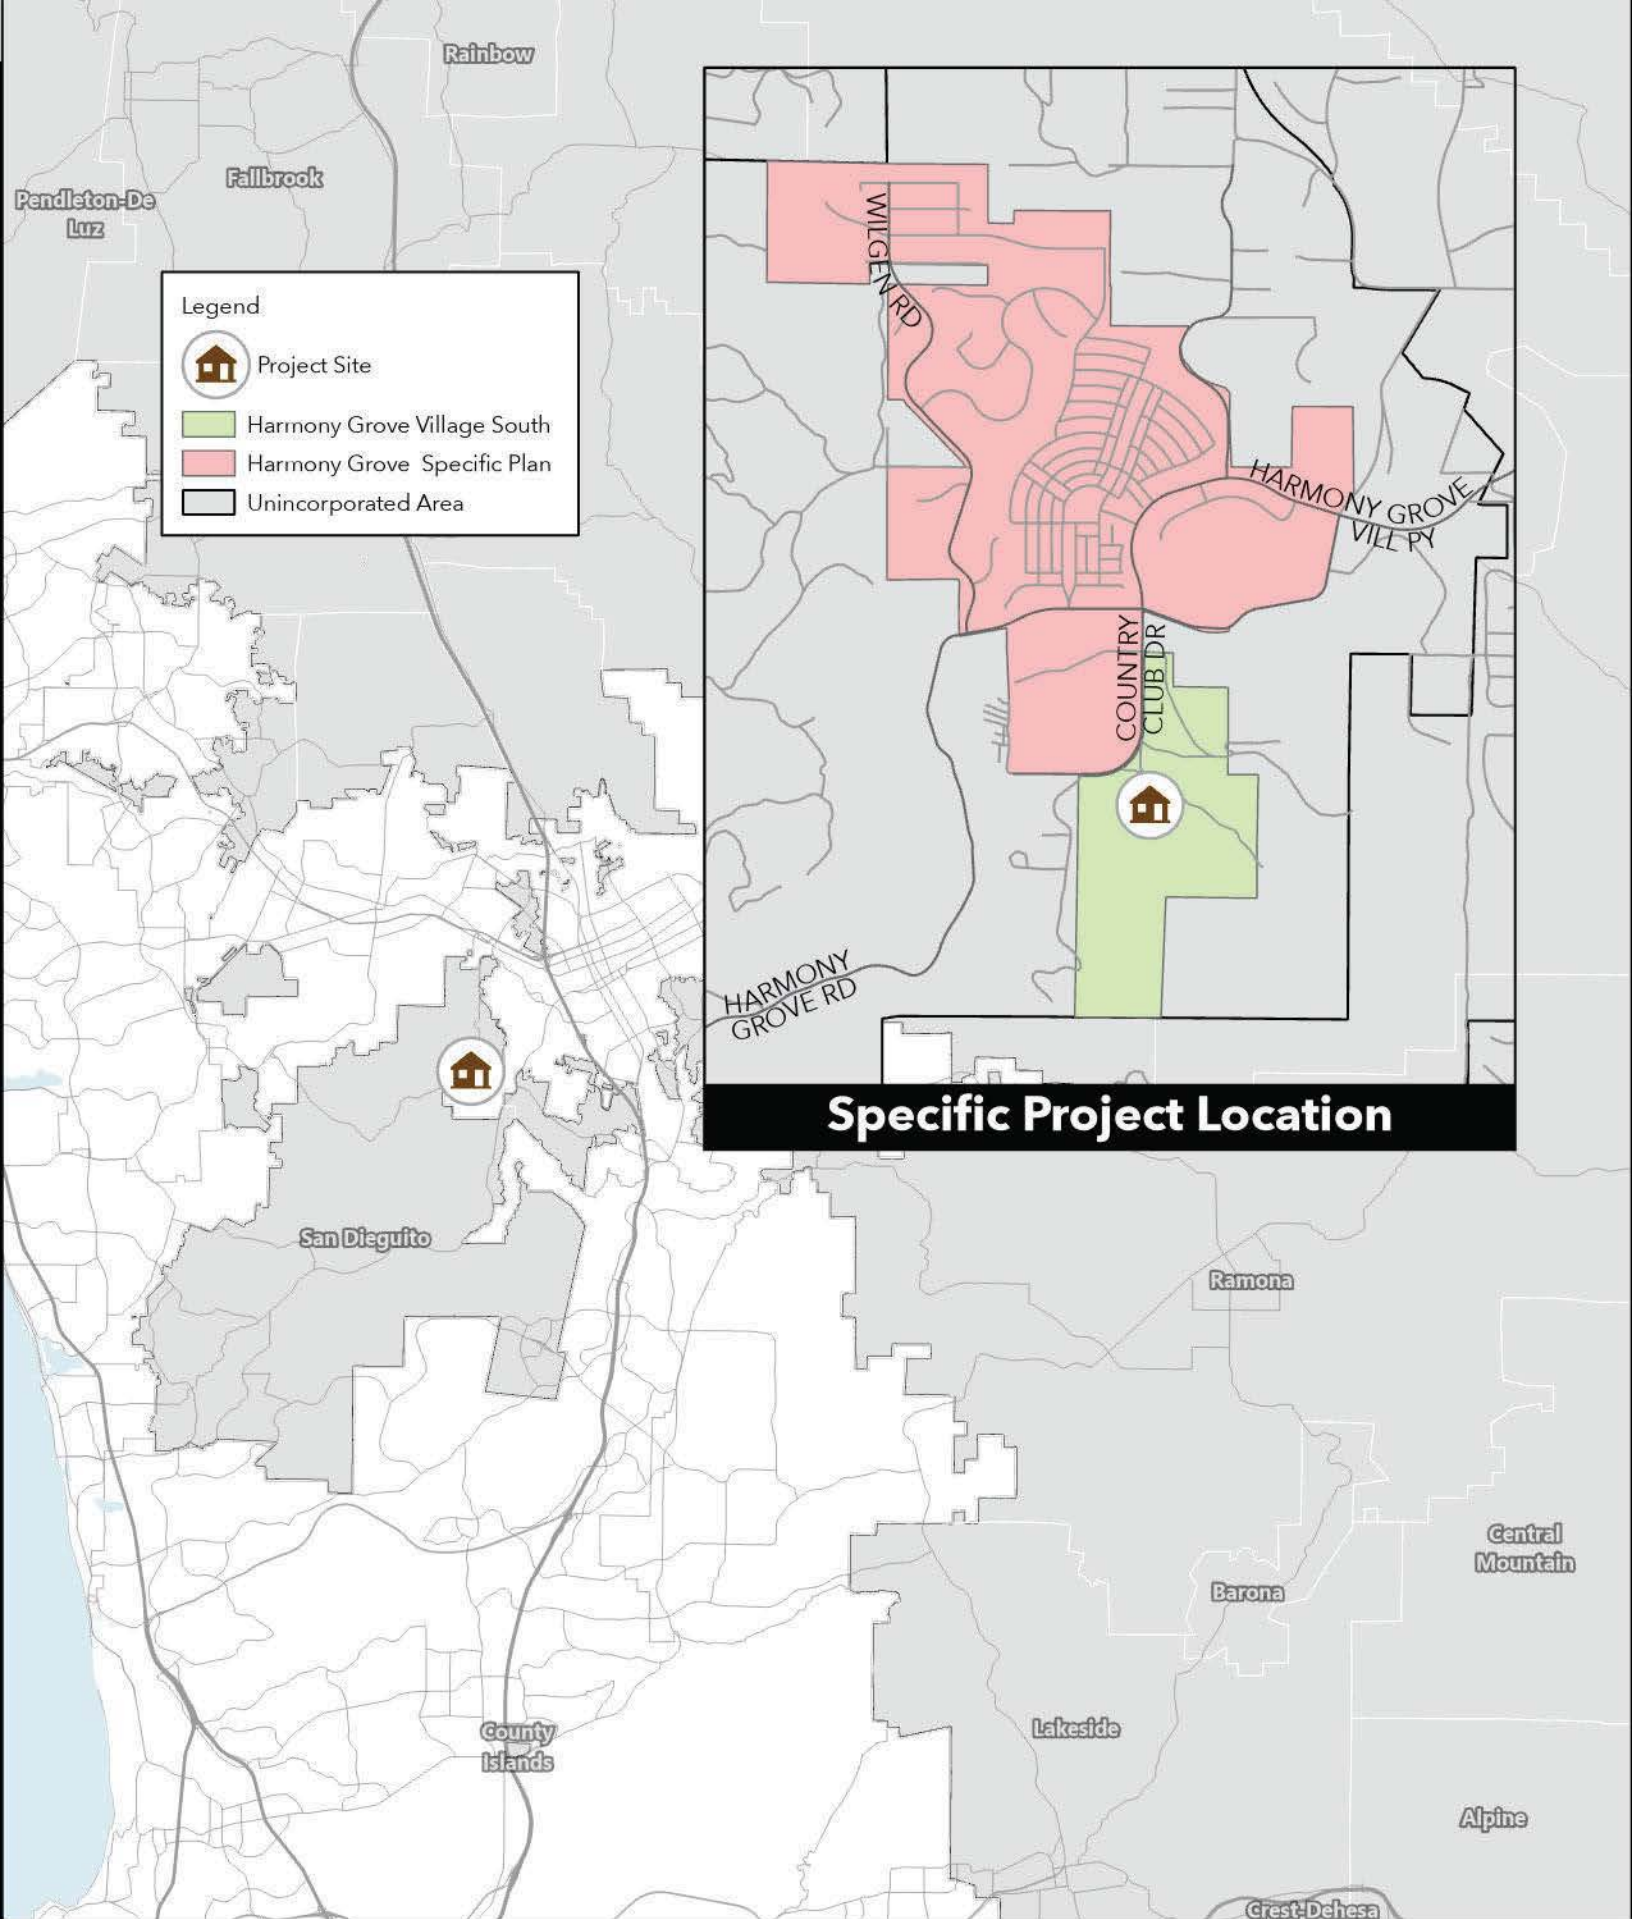 Rainbow
Fallbrook
Pendleton-De
Luz
Legend
Project Site
Harmony Grove Village South
Harmony Grove Specific Plan
Unincorporated Area
WILGEN RD
HARMONY GROVE
VILL PY
COUNTRY
CLUB DR
HARMONY
GROVE RD
Specific Project Location
San Dieguito
Ramona
Central
Mountain
Barona
County
Islands
Lakeside
Alpine
Crest-Dehesa